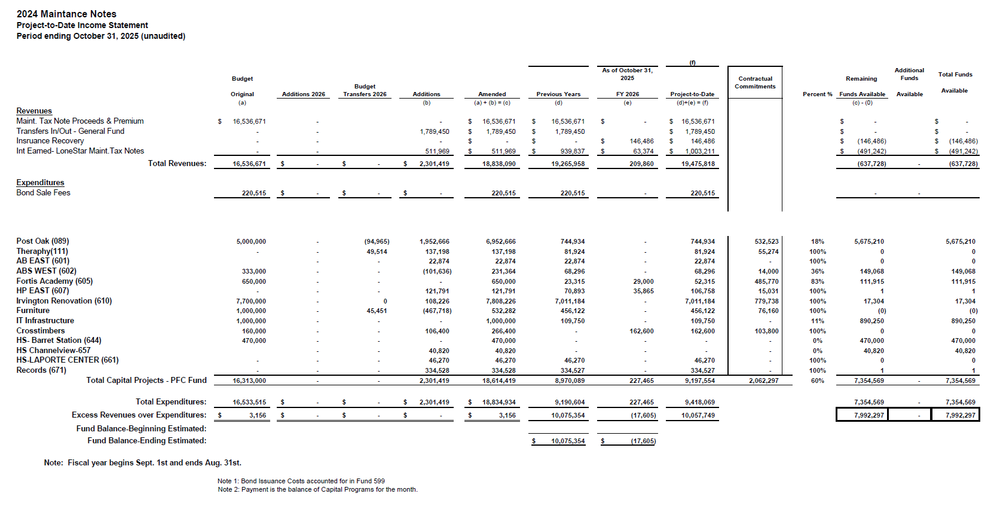 2024 Maintance Notes
Project-to-Date Income Statement
Period ending October 31, 2025 (unaudited)
(f)
As of October 31, Additional
Budget 2025 Contractual Remaining Funds Total Funds
Budget Commitments
Original Additions 2026 Transfers 2026 Additions Amended Previous Years FY 2026 Project-to-Date Percent % Funds Available Available Available
(a) (b) (a) + (b) = (c) (d) (e) (d)+(e) = (f) (c) - (0)
Revenues
Maint. Tax Note Proceeds & Premium $ 16,536,671 - - $ 16,536,671 $ 16,536,671 $ - $ 16,536,671 $ - $ -
Transfers In/Out - General Fund - - 1,789,450 $ 1,789,450 $ 1,789,450 $ 1,789,450 $ - $ -
Insruance Recovery - - - $ - $ - $ 146,486 $ 146,486 $ (146,486) $ (146,486)
Int Earned- LoneStar Maint.Tax Notes - - 511,969 $ 511,969 $ 939,837 $ 63,374 $ 1,003,211 $ (491,242) $ (491,242)
Total Revenues: 16,536,671 $ - $ - $ 2,301,419 18,838,090 19,265,958 209,860 19,475,818 (637,728) - (637,728)
Expenditures
Bond Sale Fees 220,515 $ - $ - $ - 220,515 220,515 - 220,515 - -
Post Oak (089) 5,000,000 - (94,965) 1,952,666 6,952,666 744,934 - 744,934 532,523 18% 5,675,210 5,675,210
Theraphy(111) - - 49,514 137,198 137,198 81,924 - 81,924 55,274 100% 0 0
AB EAST (601) - - 22,874 22,874 22,874 - 22,874 - 100% 0 0
ABS WEST (602) 333,000 - - (101,636) 231,364 68,296 - 68,296 14,000 36% 149,068 149,068
Fortis Academy (605) 650,000 - - - 650,000 23,315 29,000 52,315 485,770 83% 111,915 111,915
HP EAST (607) - - - 121,791 121,791 70,893 35,865 106,758 15,031 100% 1 1
Irvington Renovation (610) 7,700,000 - 0 108,226 7,808,226 7,011,184 - 7,011,184 779,738 100% 17,304 17,304
Furniture 1,000,000 - 45,451 (467,718) 532,282 456,122 - 456,122 76,160 100% (0) (0)
IT Infrastructure 1,000,000 - - - 1,000,000 109,750 - 109,750 - 11% 890,250 890,250
Crosstimbers 160,000 - - 106,400 266,400 - 162,600 162,600 103,800 100% 0 0
HS- Barret Station (644) 470,000 - - - 470,000 - - - - 0% 470,000 470,000
HS Channelview-657 - - 40,820 40,820 - - - - 0% 40,820 40,820
HS-LAPORTE CENTER (661) - - - 46,270 46,270 46,270 - 46,270 - 100% 0 0
Records (671) - - - 334,528 334,528 334,527 - 334,527 - 100% 1 1
Total Capital Projects - PFC Fund 16,313,000 - - 2,301,419 18,614,419 8,970,089 227,465 9,197,554 2,062,297 60% 7,354,569 - 7,354,569
Total Expenditures: 16,533,515 $ - $ - $ 2,301,419 $ 18,834,934 9,190,604 227,465 9,418,069 7,354,569 - 7,354,569
Excess Revenues over Expenditures: $ 3,156 $ - $ - $ - $ 3,156 10,075,354 (17,605) 10,057,749 7,992,297 - 7,992,297
Fund Balance-Beginning Estimated:
Fund Balance-Ending Estimated: $ 10,075,354 $ (17,605)
Note: Fiscal year begins Sept. 1st and ends Aug. 31st.
Note 1: Bond Issuance Costs accounted for in Fund 599
Note 2: Payment is the balance of Capital Programs for the month.